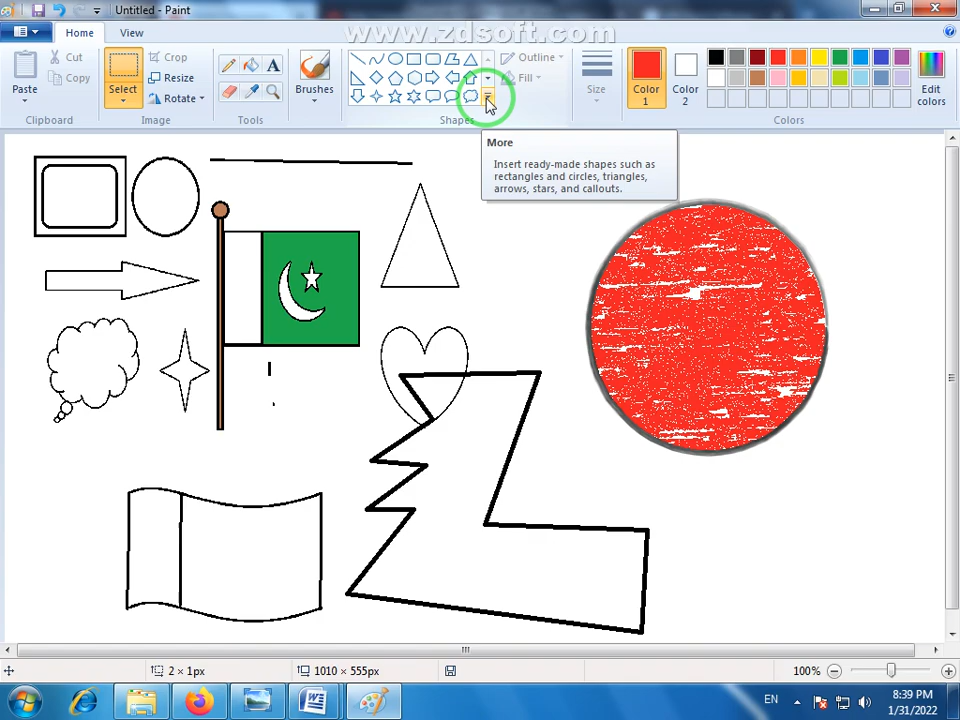 Untitled - Paint
Home
View
www.zdsoft.com
Paste
Cut
Copy
Clipboard
Select
Crop
Resize
Rotate
Image
A
Tools
Brushes
Outline
Fill
Shapes
Size
Color 1
Color 2
Edit colors
Colors
More
Insert ready-made shapes such as
rectangles and circles, triangles,
arrows, stars, and callouts.
2 × 1px
1010 × 555px
100%
EN
8:39 PM
1/31/2022